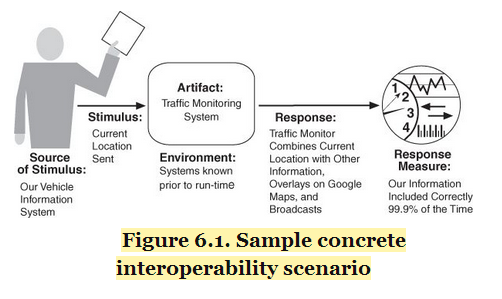 Source
of Stimulus:
Our Vehicle
Information
System
Stimulus:
Current
Location
Sent
Artifact:
Traffic Monitoring
System
Environment:
Systems known
prior to run-time
Response:
Traffic Monitor
Combines Current
Location with Other
Information,
Overlays on Google
Maps, and
Broadcasts
1
2
3
4
Response
Measure:
Our Information
Included Correctly
99.9% of the Time
Figure 6.1. Sample concrete
interoperability scenario